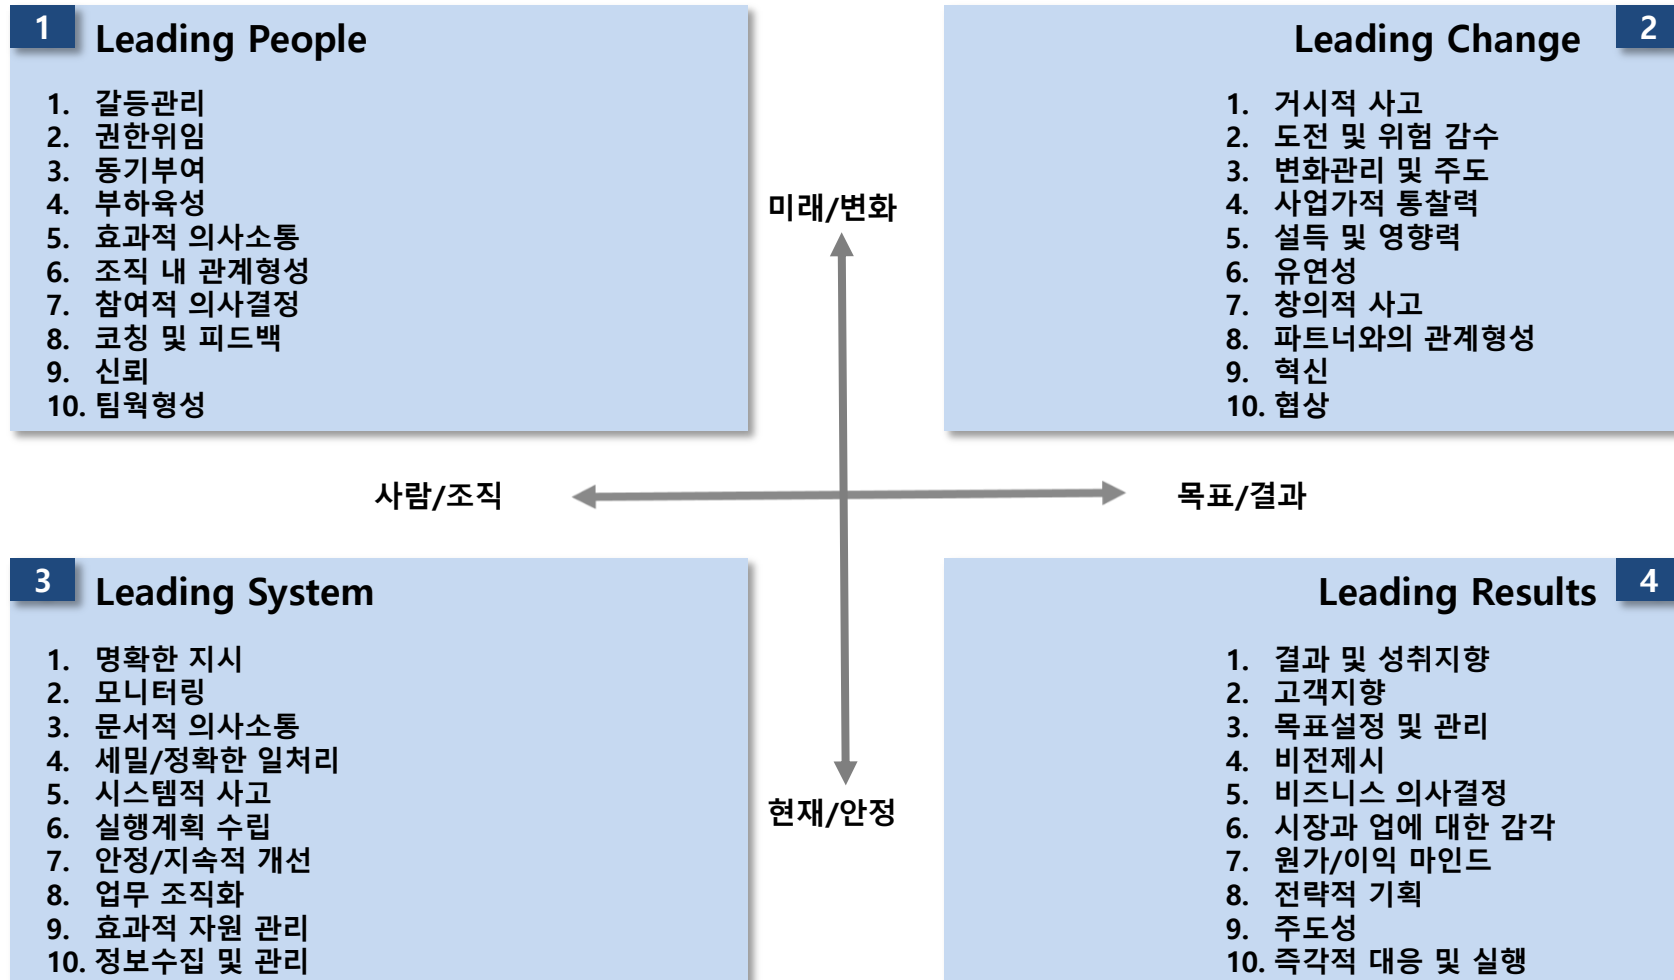 1
Leading People
1. 갈등관리
2. 권한위임
3. 동기부여
4. 부하육성
5. 효과적 의사소통
6. 조직 내 관계형성
7. 참여적 의사결정
8. 코칭 및 피드백
9. 신뢰
10. 팀웍형성
Leading Change
2
1. 거시적 사고
2. 도전 및 위험 감수
3. 변화관리 및 주도
4. 사업가적 통찰력
5. 설득 및 영향력
6. 유연성
7. 창의적 사고
8. 파트너와의 관계형성
9. 혁신
10. 협상
미래/변화
사람/조직
목표/결과
현재/안정
3
Leading System
1. 명확한 지시
2. 모니터링
3. 문서적 의사소통
4. 세밀/정확한 일처리
5. 시스템적 사고
6. 실행계획 수립
7. 안정/지속적 개선
8. 업무 조직화
9. 효과적 자원 관리
10. 정보수집 및 관리
Leading Results
4
1. 결과 및 성취지향
2. 고객지향
3. 목표설정 및 관리
4. 비전제시
5. 비즈니스 의사결정
6. 시장과 업에 대한 감각
7. 원가/이익 마인드
8. 전략적 기획
9. 주도성
10. 즉각적 대응 및 실행